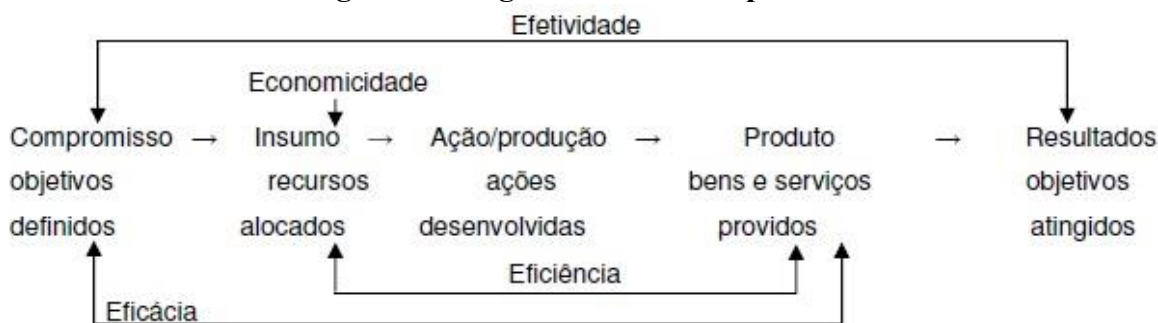 Efetividade
Economicidade
Compromisso → Insumo → Ação/produção → Produto → Resultados
objetivos recursos ações bens e serviços objetivos
definidos alocados desenvolvidas providos atingidos
Eficiência
Eficácia